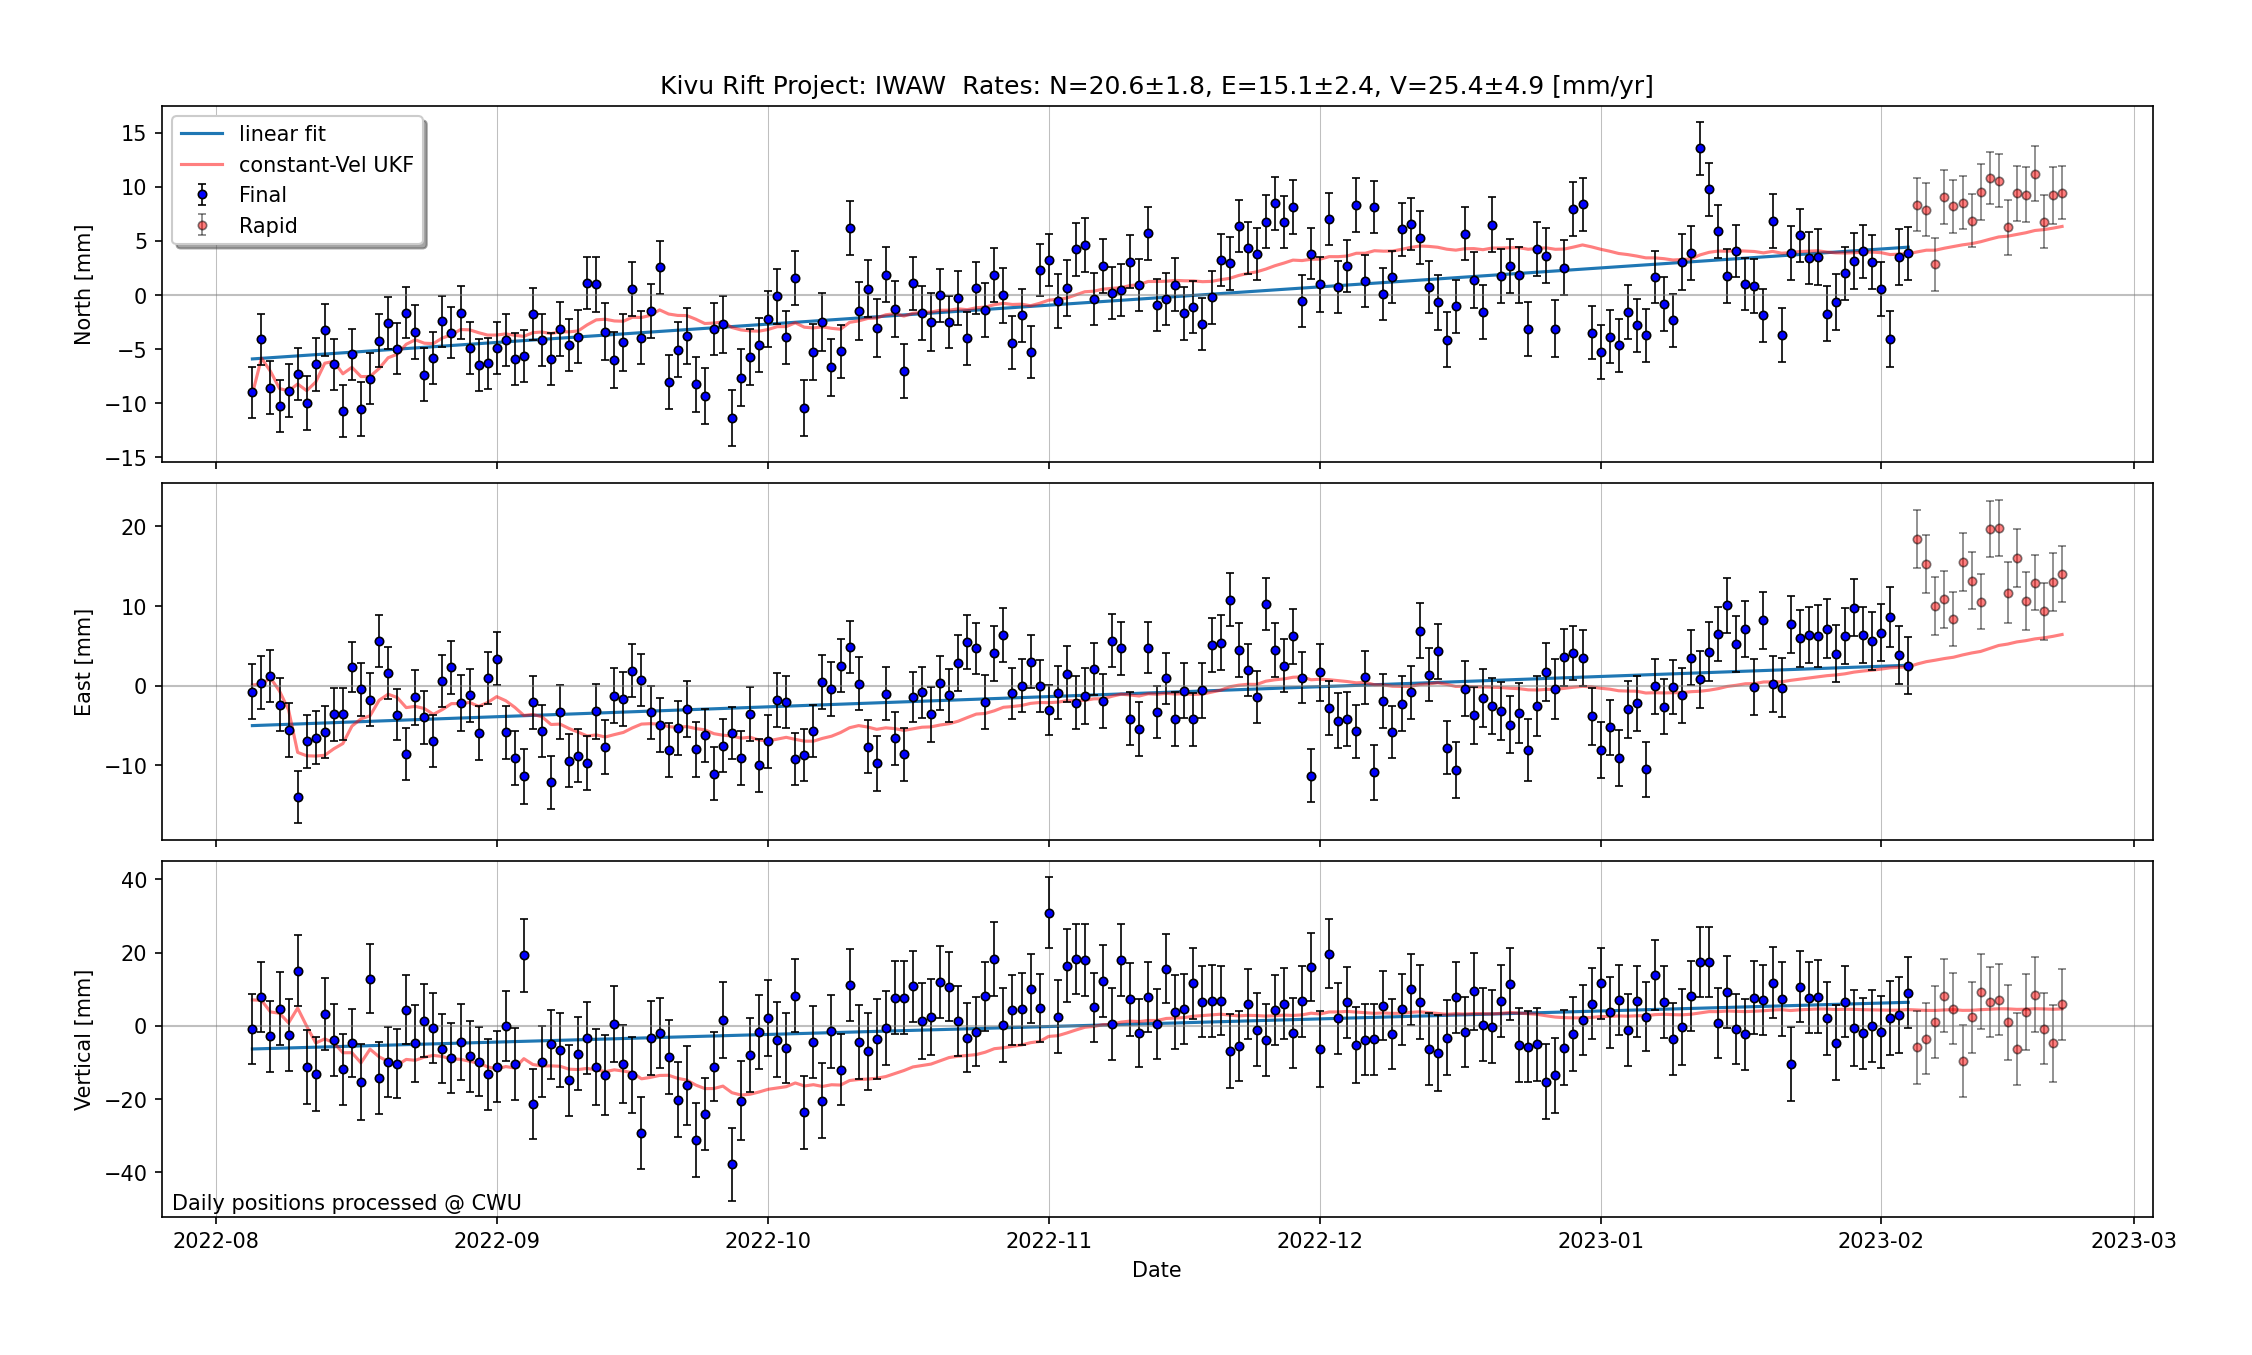 Kivu Rift Project: IWAW  Rates: N=20.6±1.8, E=15.1±2.4, V=25.4±4.9 [mm/yr]
linear fit
constant-Vel UKF
Final
Rapid
North [mm]
15
10
5
0
−5
−10
−15
East [mm]
20
10
0
−10
Vertical [mm]
40
20
0
−20
−40
Daily positions processed @ CWU
2022-08 2022-09 2022-10 2022-11 2022-12 2023-01 2023-02 2023-03
Date